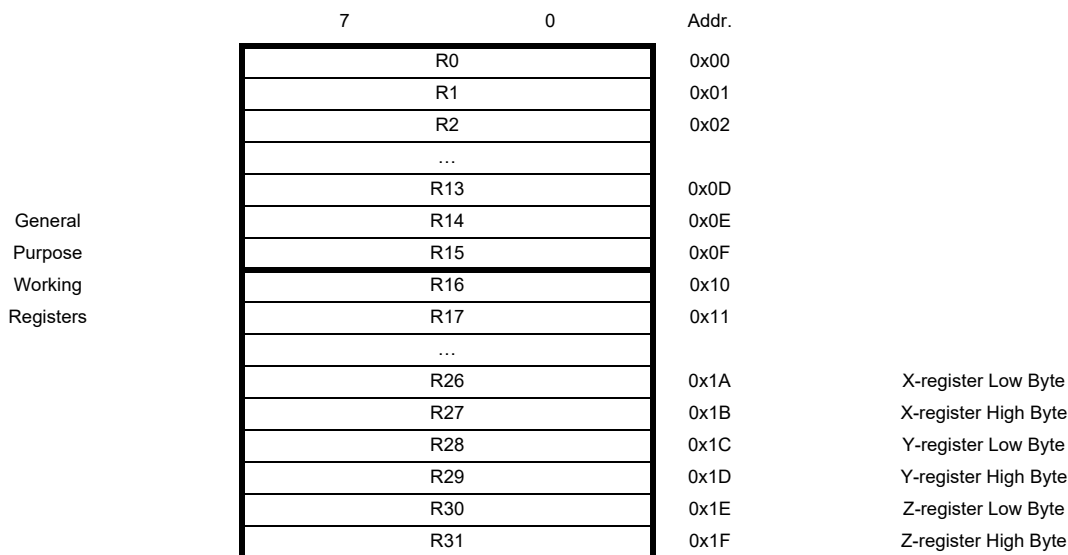 7 0 Addr.
R0 0x00
R1 0x01
R2 0x02
…
R13 0x0D
General R14 0x0E
Purpose R15 0x0F
Working R16 0x10
Registers R17 0x11
…
R26 0x1A X-register Low Byte
R27 0x1B X-register High Byte
R28 0x1C Y-register Low Byte
R29 0x1D Y-register High Byte
R30 0x1E Z-register Low Byte
R31 0x1F Z-register High Byte